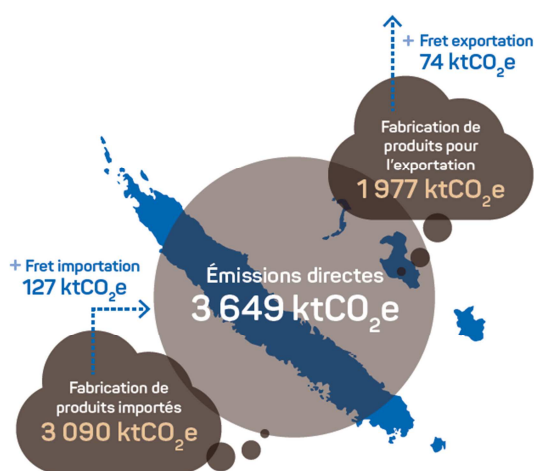 + Fret exportation
74 ktCO₂e
Fabrication de
produits pour
l'exportation
1 977 ktCO₂e
Émissions directes
3 649 ktCO₂e
+ Fret importation
127 ktCO₂e
Fabrication de
produits importés
3 090 ktCO₂e